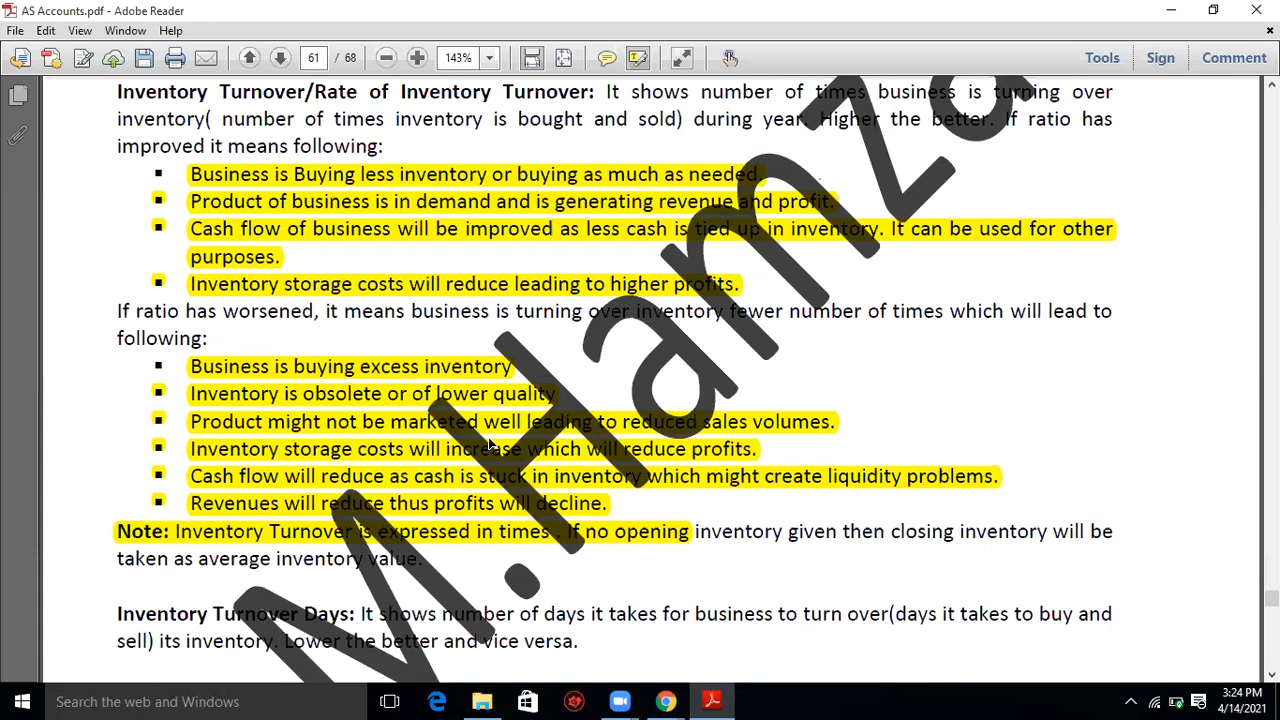 AS Accounts.pdf - Adobe Reader
File Edit View Window Help
61 / 68 143% Tools Sign Comment
Inventory Turnover/Rate of Inventory Turnover: It shows number of times business is turning over
inventory( number of times inventory is bought and sold) during year. Higher the better. If ratio has
improved it means following:
Business is Buying less inventory or buying as much as needed.
Product of business is in demand and is generating revenue and profit.
Cash flow of business will be improved as less cash is tied up in inventory. It can be used for other
purposes.
Inventory storage costs will reduce leading to higher profits.
If ratio has worsened, it means business is turning over inventory fewer number of times which will lead to
following:
Business is buying excess inventory
Inventory is obsolete or of lower quality
Product might not be marketed well leading to reduced sales volumes.
Inventory storage costs will increase which will reduce profits.
Cash flow will reduce as cash is stuck in inventory which might create liquidity problems.
Revenues will reduce thus profits will decline.
Note: Inventory Turnover is expressed in times . If no opening inventory given then closing inventory will be
taken as average inventory value.
Inventory Turnover Days: It shows number of days it takes for business to turn over(days it takes to buy and
sell) its inventory. Lower the better and vice versa.
M.Hamza
Search the web and Windows
3:24 PM
4/14/2021